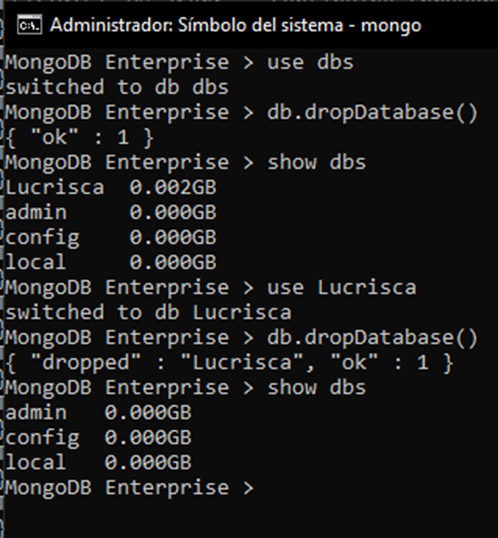 Administrador: Símbolo del sistema - mongo
MongoDB Enterprise > use dbs
switched to db dbs
MongoDB Enterprise > db.dropDatabase()
{ "ok" : 1 }
MongoDB Enterprise > show dbs
Lucrisca  0.002GB
admin     0.000GB
config    0.000GB
local     0.000GB
MongoDB Enterprise > use Lucrisca
switched to db Lucrisca
MongoDB Enterprise > db.dropDatabase()
{ "dropped" : "Lucrisca", "ok" : 1 }
MongoDB Enterprise > show dbs
admin   0.000GB
config  0.000GB
local   0.000GB
MongoDB Enterprise >